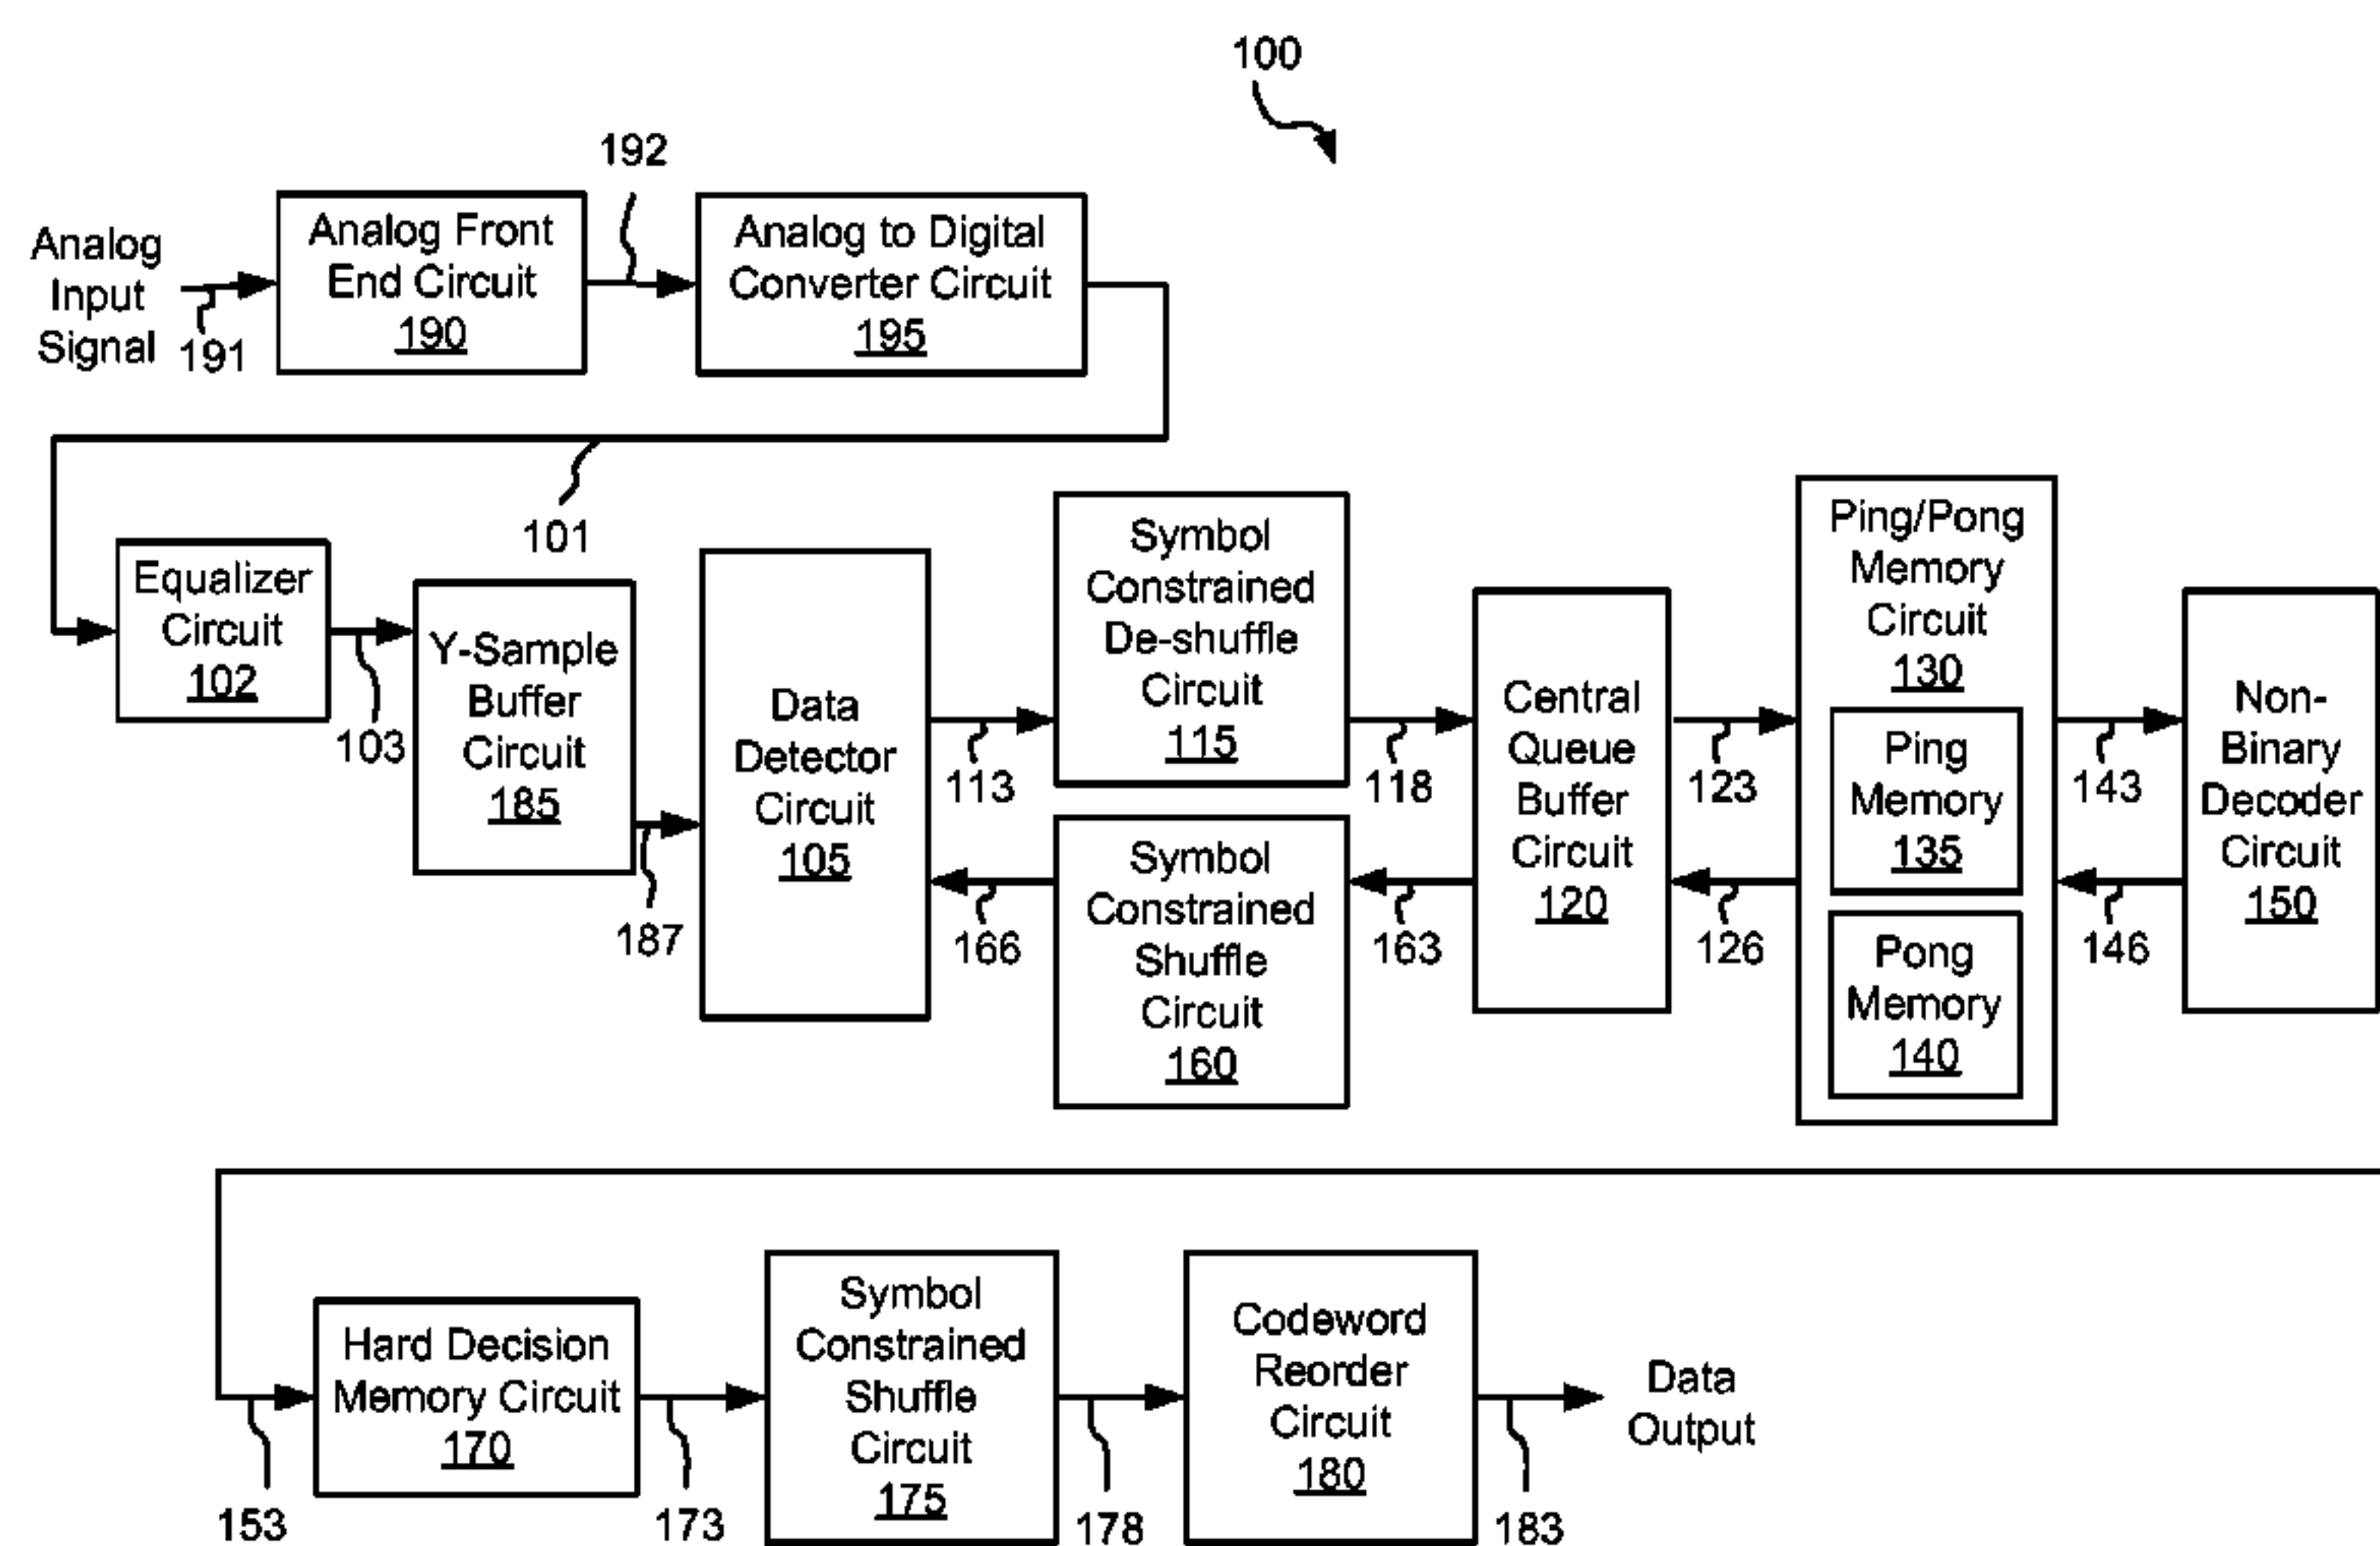 100
192
Analog
Input
Signal
191
Analog Front
End Circuit
190
Analog to Digital
Converter Circuit
195
101
Equalizer
Circuit
102
103
Y-Sample
Buffer
Circuit
185
187
Data
Detector
Circuit
105
113
166
Symbol
Constrained
De-shuffle
Circuit
115
Symbol
Constrained
Shuffle
Circuit
160
118
163
Central
Queue
Buffer
Circuit
120
123
126
Ping/Pong
Memory
Circuit
130
Ping
Memory
135
Pong
Memory
140
143
146
Non-
Binary
Decoder
Circuit
150
153
Hard Decision
Memory Circuit
170
173
Symbol
Constrained
Shuffle
Circuit
175
178
Codeword
Reorder
Circuit
180
183
Data
Output